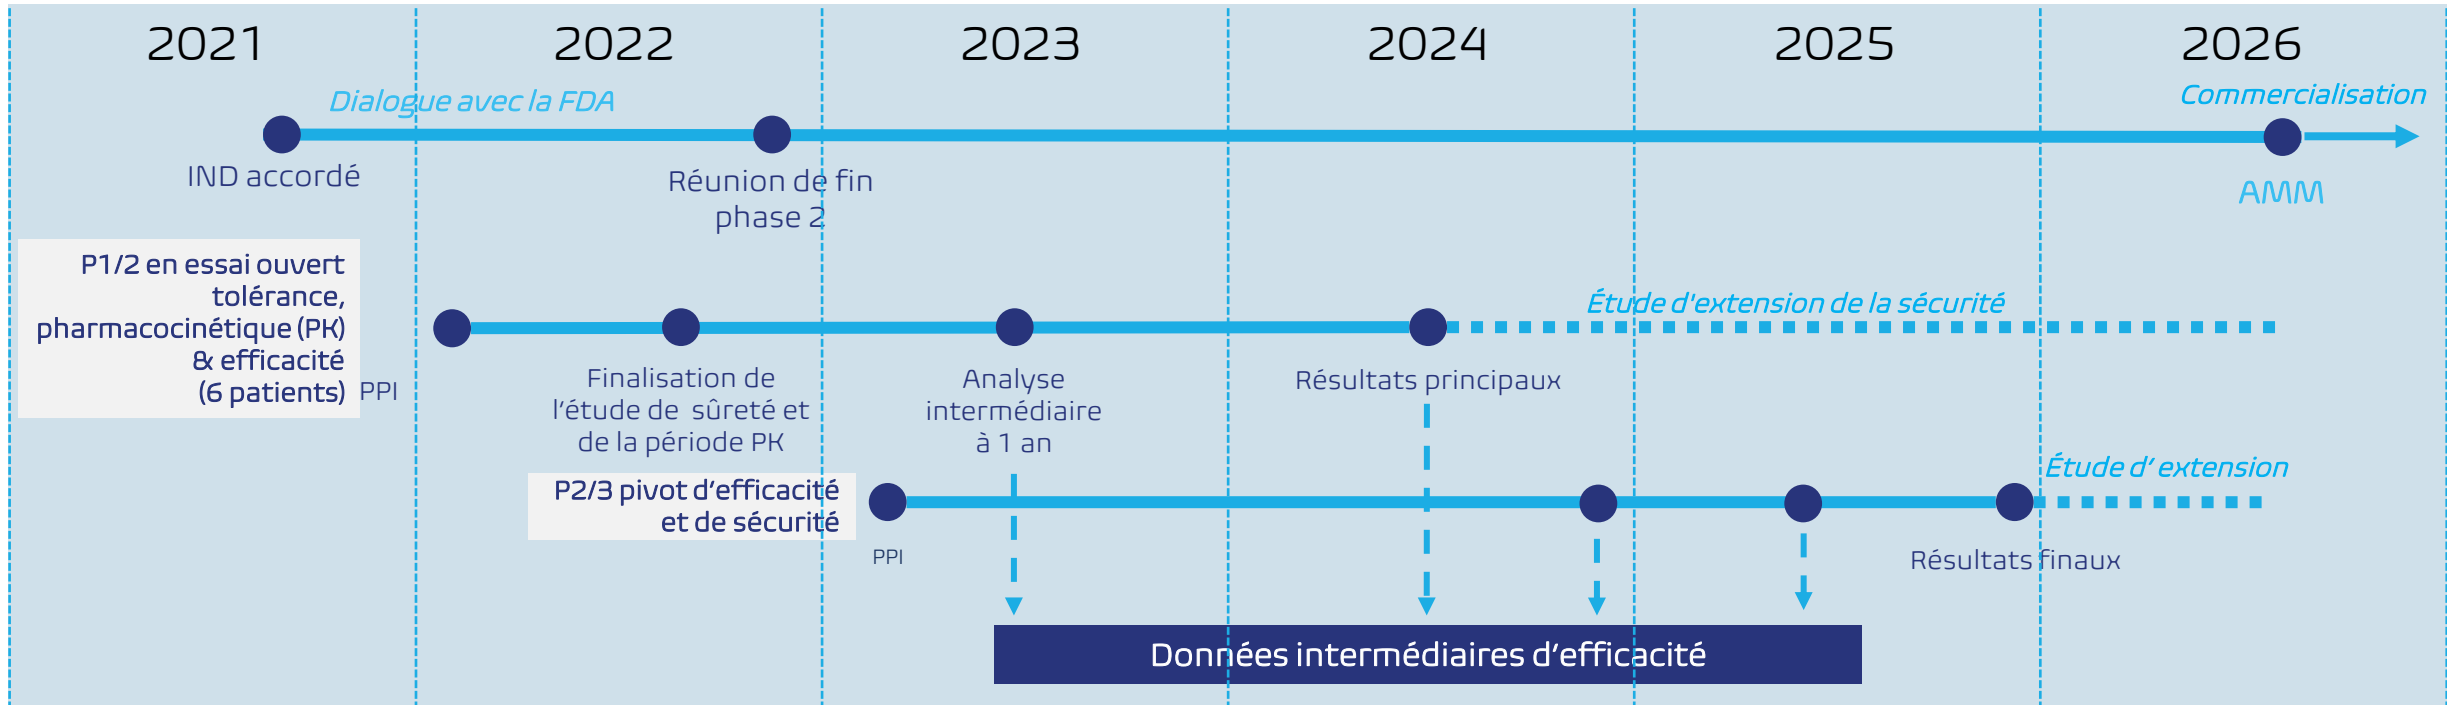 2021
2022
2023
2024
2025
2026
Dialogue avec la FDA
Commercialisation
IND accordé
Réunion de fin
phase 2
AMM
P1/2 en essai ouvert
tolérance,
pharmacocinétique (PK)
& efficacité
(6 patients)
PPI
Étude d'extension de la sécurité
Finalisation de
l’étude de  sûreté et
de la période PK
Analyse
intermédiaire
à 1 an
Résultats principaux
P2/3 pivot d’efficacité
et de sécurité
PPI
Étude d’ extension
Résultats finaux
Données intermédiaires d’efficacité